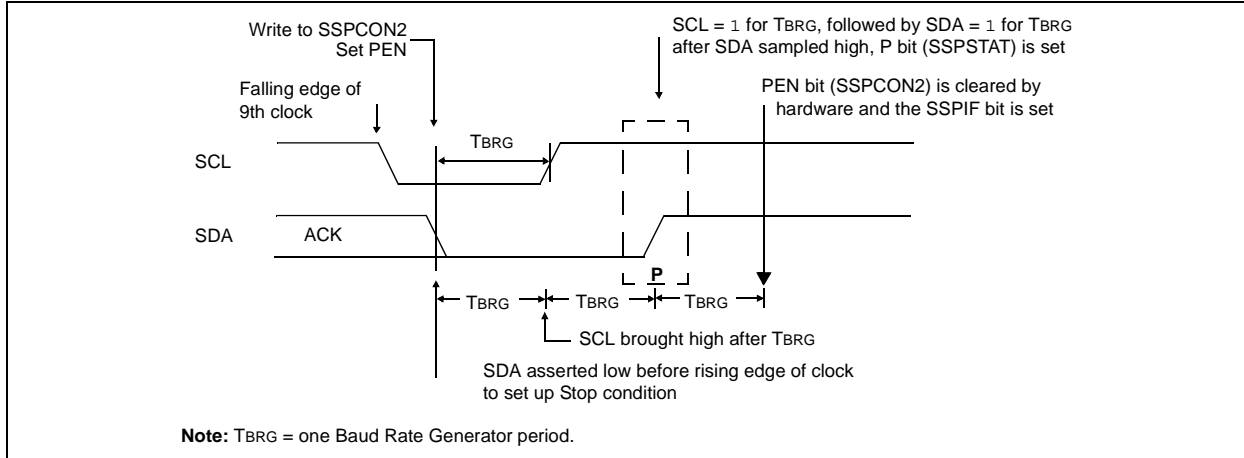 Write to SSPCON2
Set PEN
SCL = 1 for TBRG, followed by SDA = 1 for TBRG
after SDA sampled high, P bit (SSPSTAT) is set
Falling edge of
9th clock
PEN bit (SSPCON2) is cleared by
hardware and the SSPIF bit is set
TBRG
SCL
SDA
ACK
P
TBRG
TBRG
TBRG
SCL brought high after TBRG
SDA asserted low before rising edge of clock
to set up Stop condition
Note: TBRG = one Baud Rate Generator period.